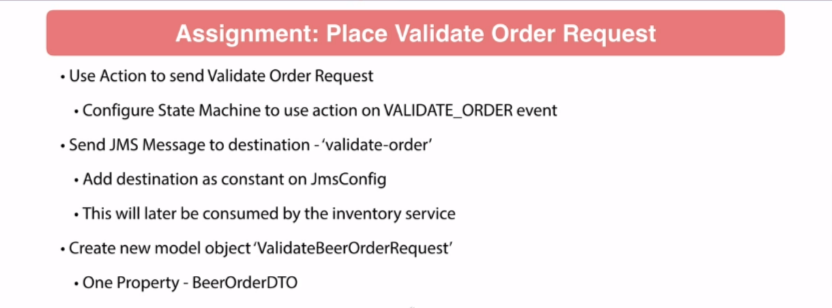 Assignment: Place Validate Order Request
• Use Action to send Validate Order Request
• Configure State Machine to use action on VALIDATE_ORDER event
• Send JMS Message to destination - ‘validate-order’
• Add destination as constant on JmsConfig
• This will later be consumed by the inventory service
• Create new model object ‘ValidateBeerOrderRequest’
• One Property - BeerOrderDTO